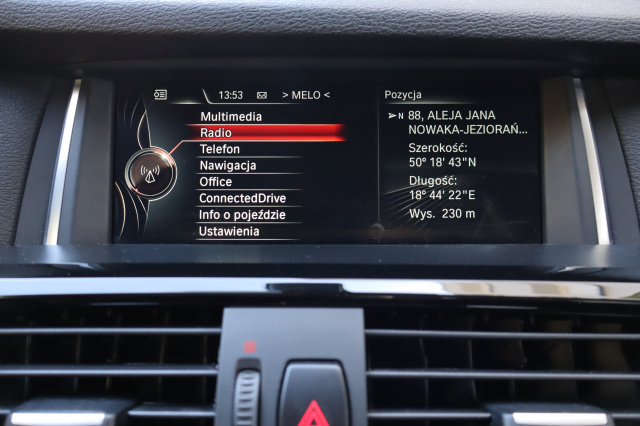 13:53 > MELO <
Multimedia
Radio
Telefon
Nawigacja
Office
ConnectedDrive
Info o pojeździe
Ustawienia
Pozycja
N 88, ALEJA JANA
NOWAKA-JEZIORAŃ...
Szerokość:
50° 18' 43"N
Długość:
18° 44' 22"E
Wys. 230 m